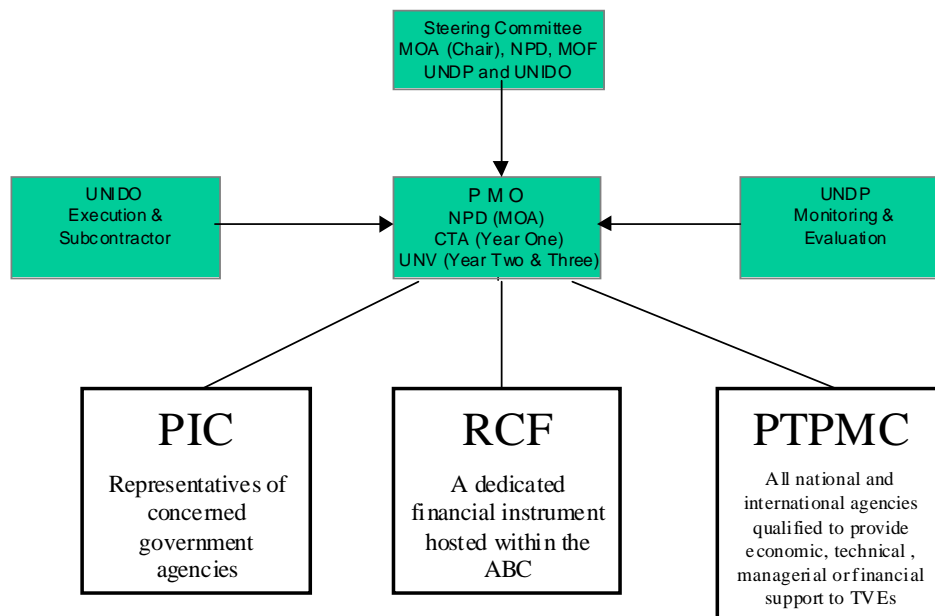 Steering Committee
MOA (Chair), NPD, MOF
UNDP and UNIDO
UNIDO
Execution &
Subcontractor
P M O
NPD (MOA)
CTA (Year One)
UNV (Year Two & Three)
UNDP
Monitoring &
Evaluation
PIC
Representatives of
concerned
government
agencies
RCF
A dedicated
financial instrument
hosted within the
ABC
PTPMC
All national and
international agencies
qualified to provide
economic, technical ,
managerial or financial
support to TVEs